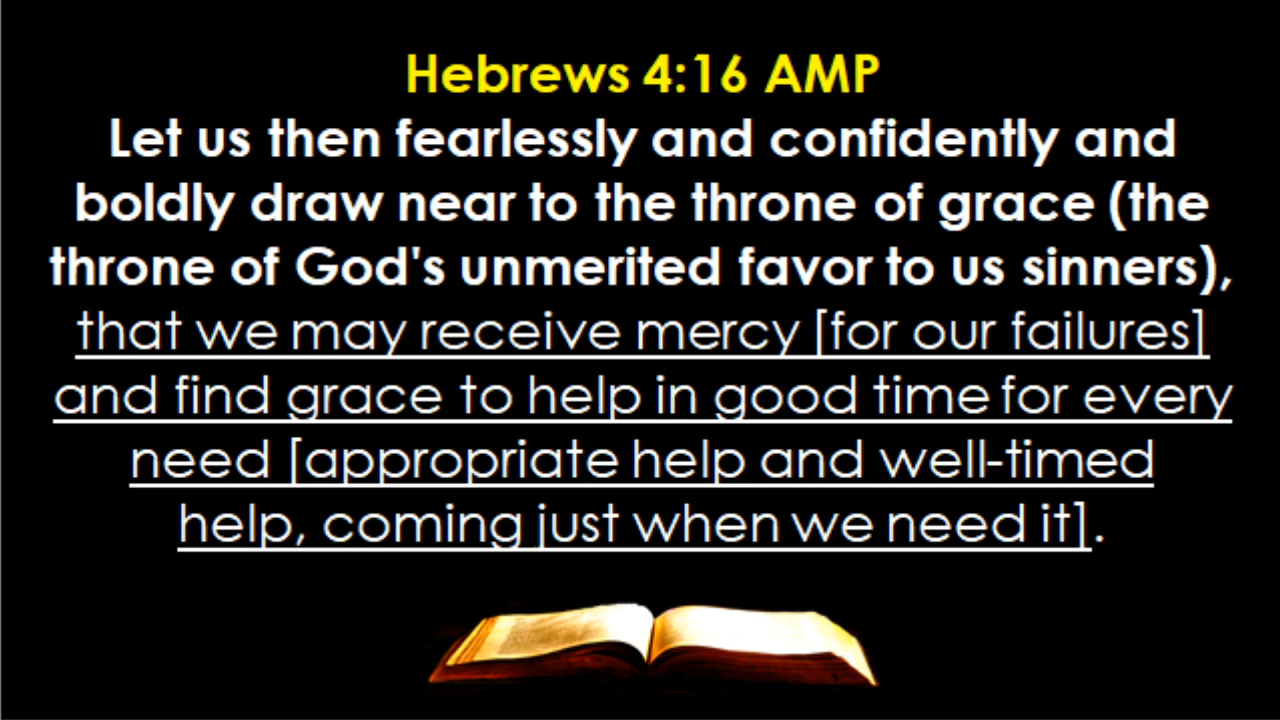 Hebrews 4:16 AMP
Let us then fearlessly and confidently and
boldly draw near to the throne of grace (the
throne of God's unmerited favor to us sinners),
that we may receive mercy [for our failures]
and find grace to help in good time for every
need [appropriate help and well-timed
help, coming just when we need it].